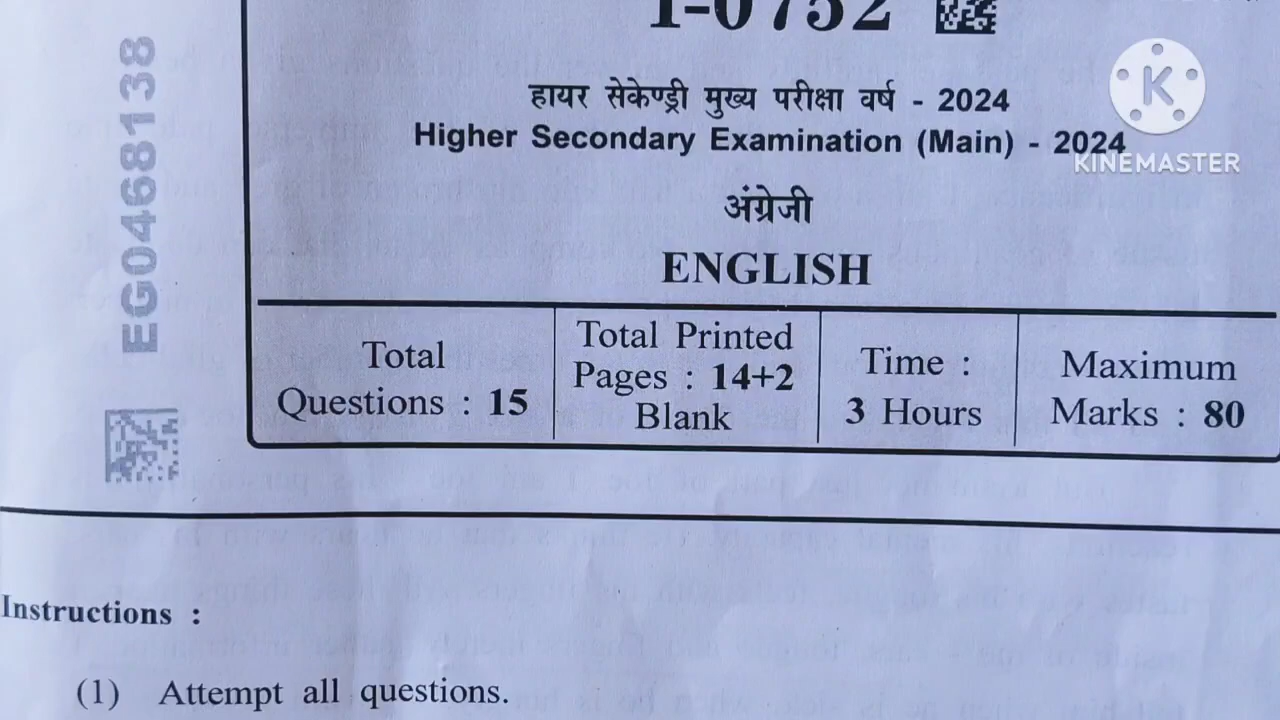 1-0752
EG0468138
हायर सेकेण्ड्री मुख्य परीक्षा वर्ष - 2024
Higher Secondary Examination (Main) - 2024
K
KINEMASTER
अंग्रेजी
ENGLISH
Total
Questions : 15
Total Printed
Pages : 14+2
Blank
Time :
3 Hours
Maximum
Marks : 80
Instructions :
(1) Attempt all questions.